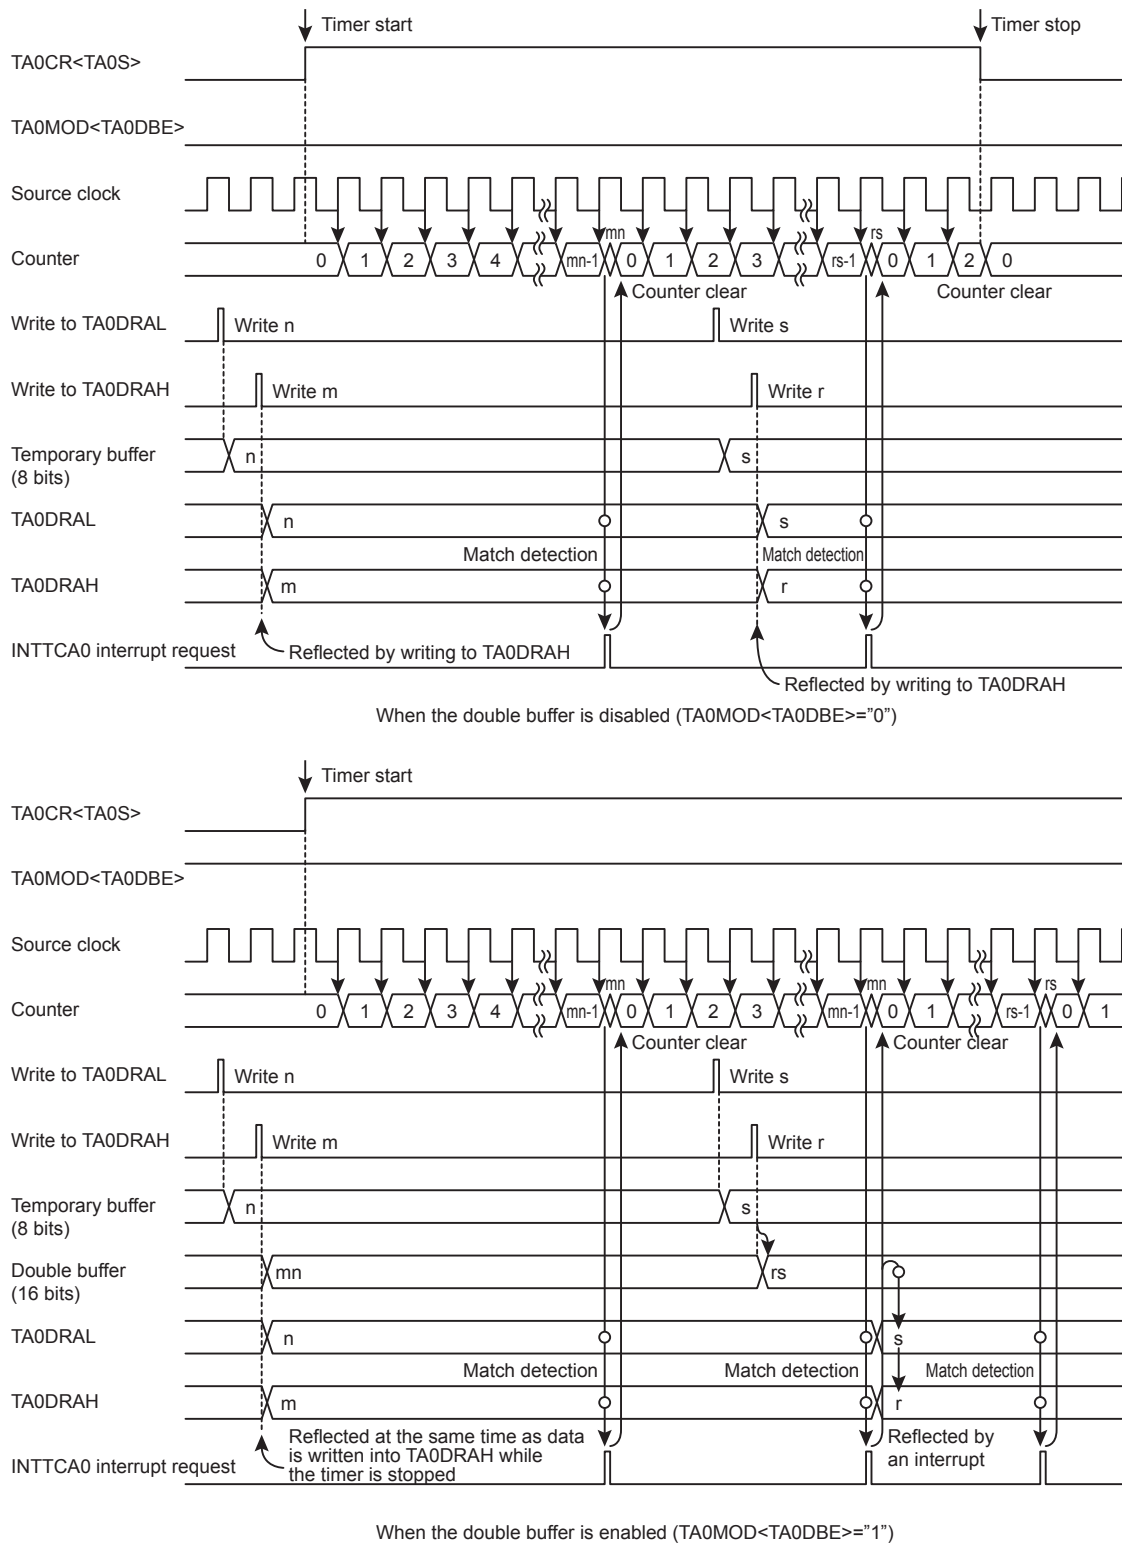 Timer start
Timer stop
TA0CR<TA0S>
TA0MOD<TA0DBE>
Source clock
mn rs
Counter 0 1 2 3 4 mn-1 0 1 2 3 rs-1 0 1 2 0
Counter clear Counter clear
Write to TA0DRAL Write n Write s
Write to TA0DRAH Write m Write r
Temporary buffer
(8 bits) n s
TA0DRAL n s
Match detection Match detection
TA0DRAH m r
INTTCA0 interrupt request Reflected by writing to TA0DRAH
Reflected by writing to TA0DRAH
When the double buffer is disabled (TA0MOD<TA0DBE>=”0”)
Timer start
TA0CR<TA0S>
TA0MOD<TA0DBE>
Source clock
mn mn rs
Counter 0 1 2 3 4 mn-1 0 1 2 3 mn-1 0 1 rs-1 0 1
Counter clear Counter clear
Write to TA0DRAL Write n Write s
Write to TA0DRAH Write m Write r
Temporary buffer
(8 bits) n s
Double buffer
(16 bits) mn rs
TA0DRAL n s
Match detection Match detection Match detection
TA0DRAH m r
Reflected at the same time as data
is written into TA0DRAH while
the timer is stopped
Reflected by
an interrupt
INTTCA0 interrupt request
When the double buffer is enabled (TA0MOD<TA0DBE>=”1”)